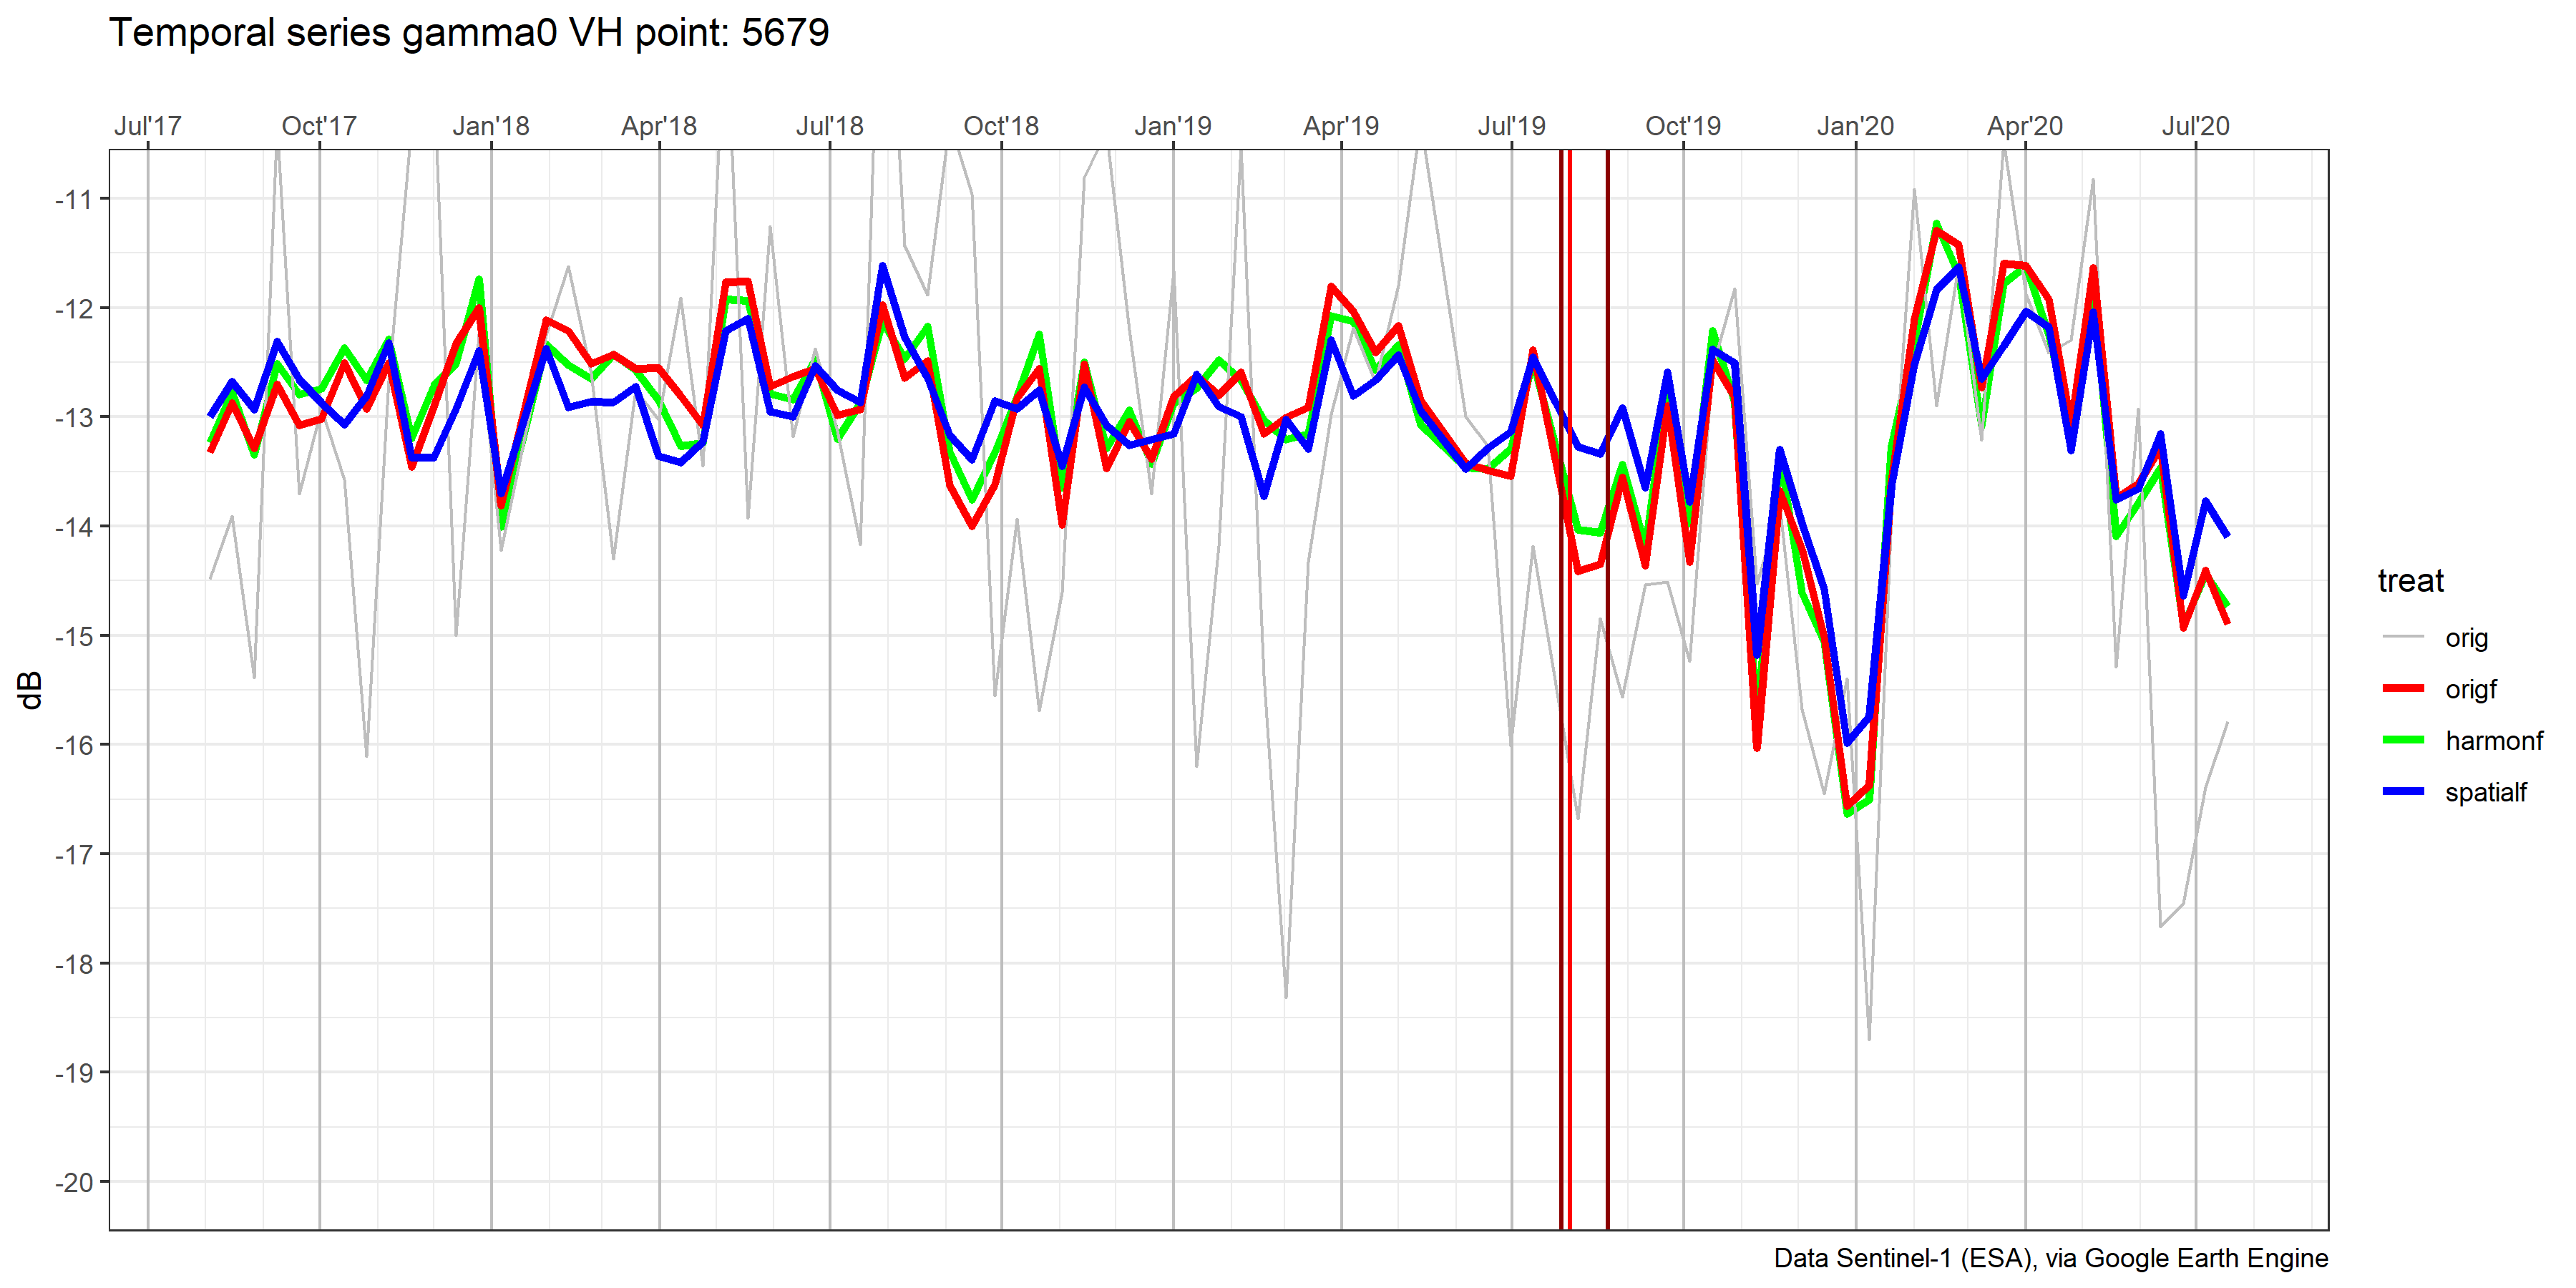 Temporal series gamma0 VH point: 5679
Jul'17 Oct'17 Jan'18 Apr'18 Jul'18 Oct'18 Jan'19 Apr'19 Jul'19 Oct'19 Jan'20 Apr'20 Jul'20
-11
-12
-13
-14
-15
-16
-17
-18
-19
-20
dB
treat
orig
origf
harmonf
spatialf
Data Sentinel-1 (ESA), via Google Earth Engine